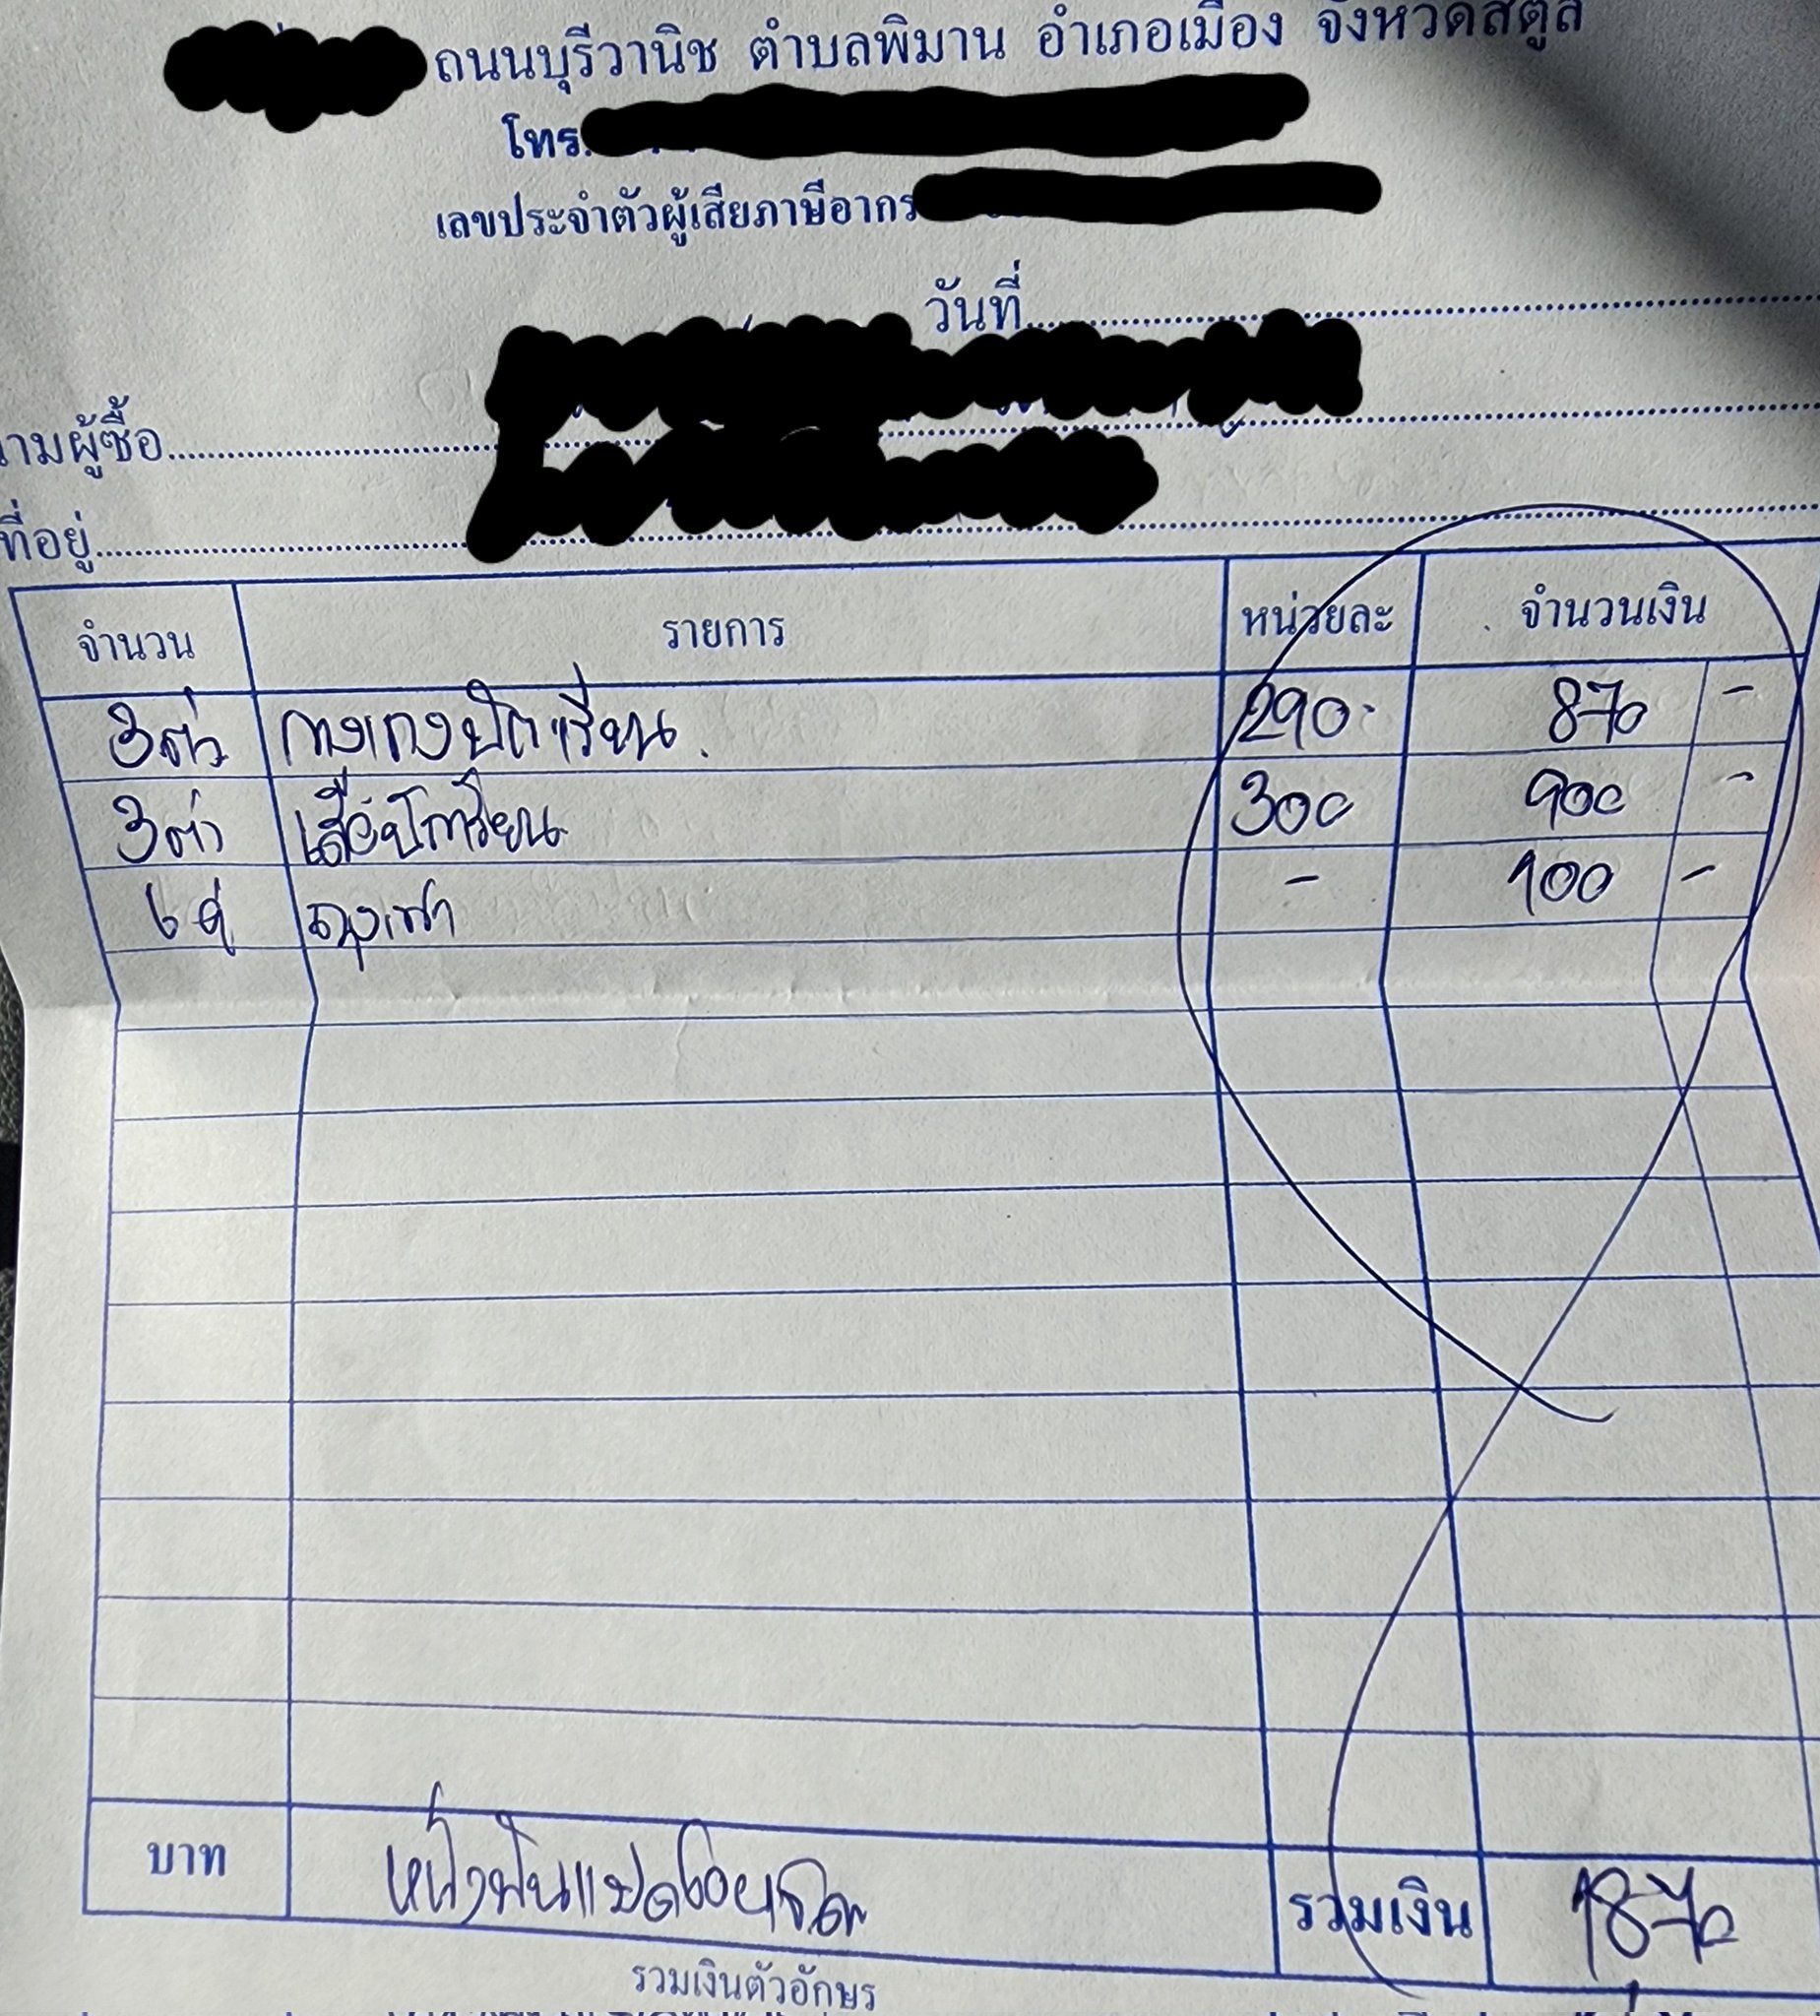 ถนนบุรีวานิช ตำบลพิมาน อำเภอเมือง จังหวัดสตูล
โทร.
เลขประจำตัวผู้เสียภาษีอากร
วันที่
นามผู้ซื้อ
ที่อยู่
จำนวน รายการ หน่วยละ จำนวนเงิน
3 ตัว กางเกงนักเรียน 290 870 -
3 ตัว เสื้อนักเรียน 300 900 -
6 คู่ ถุงเท้า - 100 -
บาท หนึ่งพันแปดร้อยเจ็ด รวมเงิน 1870
รวมเงินตัวอักษร